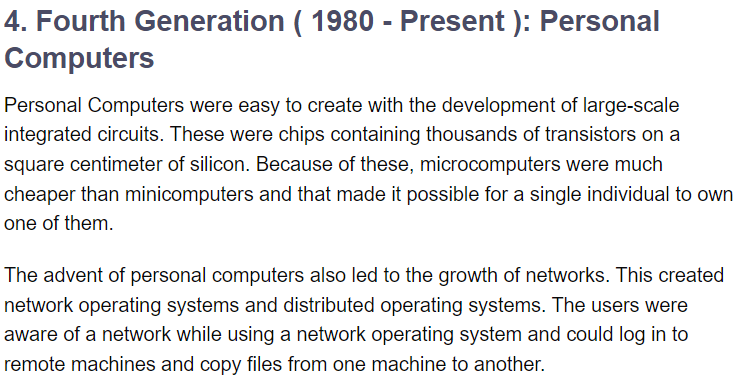 4. Fourth Generation ( 1980 - Present ): Personal
Computers
Personal Computers were easy to create with the development of large-scale
integrated circuits. These were chips containing thousands of transistors on a
square centimeter of silicon. Because of these, microcomputers were much
cheaper than minicomputers and that made it possible for a single individual to own
one of them.
The advent of personal computers also led to the growth of networks. This created
network operating systems and distributed operating systems. The users were
aware of a network while using a network operating system and could log in to
remote machines and copy files from one machine to another.